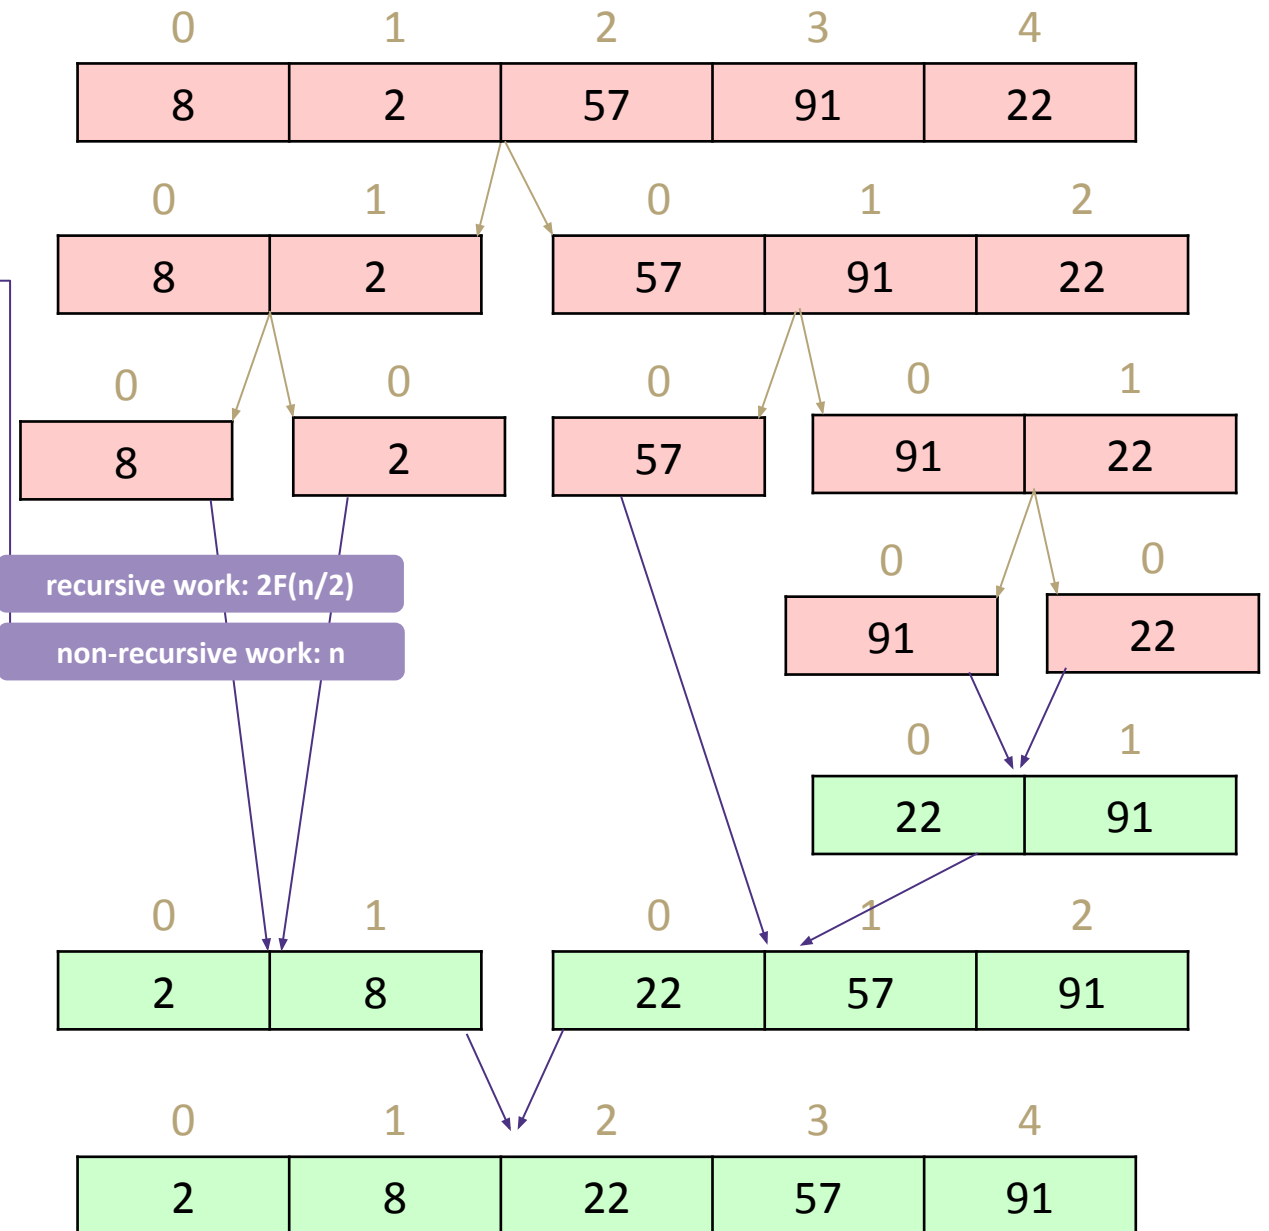 0 1 2 3 4
8 2 57 91 22
0 1 0 1 2
8 2 57 91 22
0 0 0 0 1
8 2 57 91 22
0 0
91 22
recursive work: 2F(n/2)
non-recursive work: n
0 1
22 91
0 1 0 1 2
2 8 22 57 91
0 1 2 3 4
2 8 22 57 91